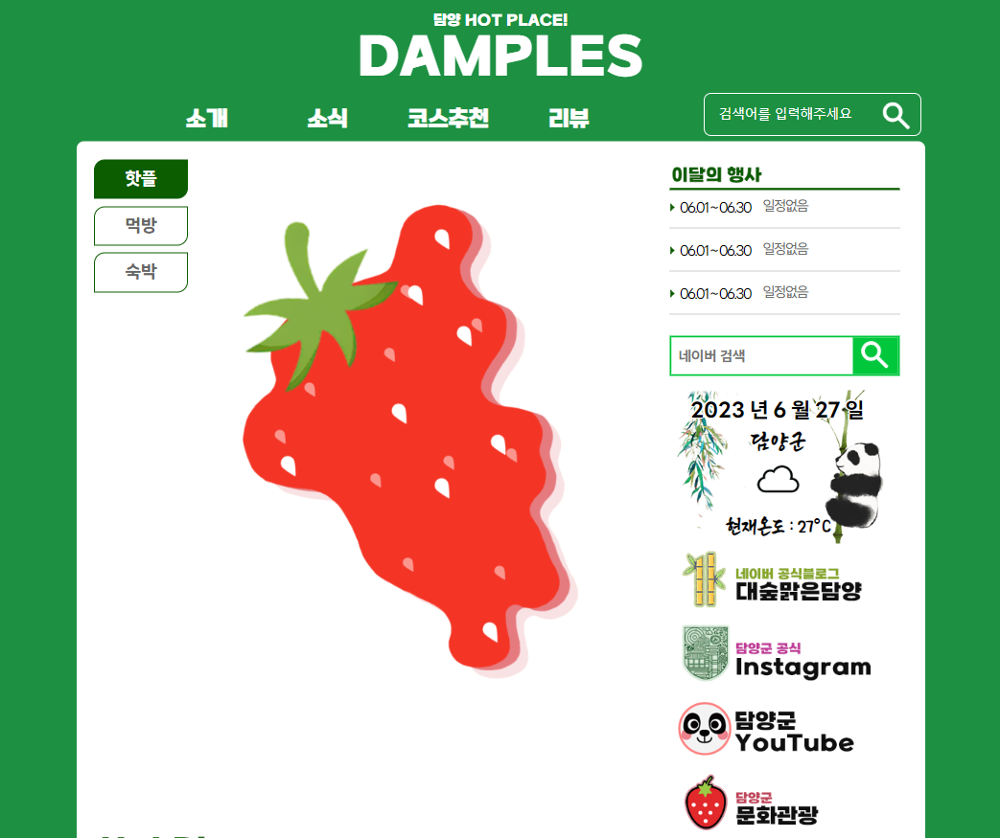 담양 HOT PLACE!
DAMPLES
소개 소식 코스추천 리뷰
검색어를 입력해주세요
핫플
먹방
숙박
이달의 행사
06.01~06.30 일정없음
06.01~06.30 일정없음
06.01~06.30 일정없음
네이버 검색
2023 년 6 월 27 일
담양군
현재온도 : 27°C
네이버 공식블로그
대숲맑은담양
담양군 공식
Instagram
담양군
YouTube
담양군
문화관광